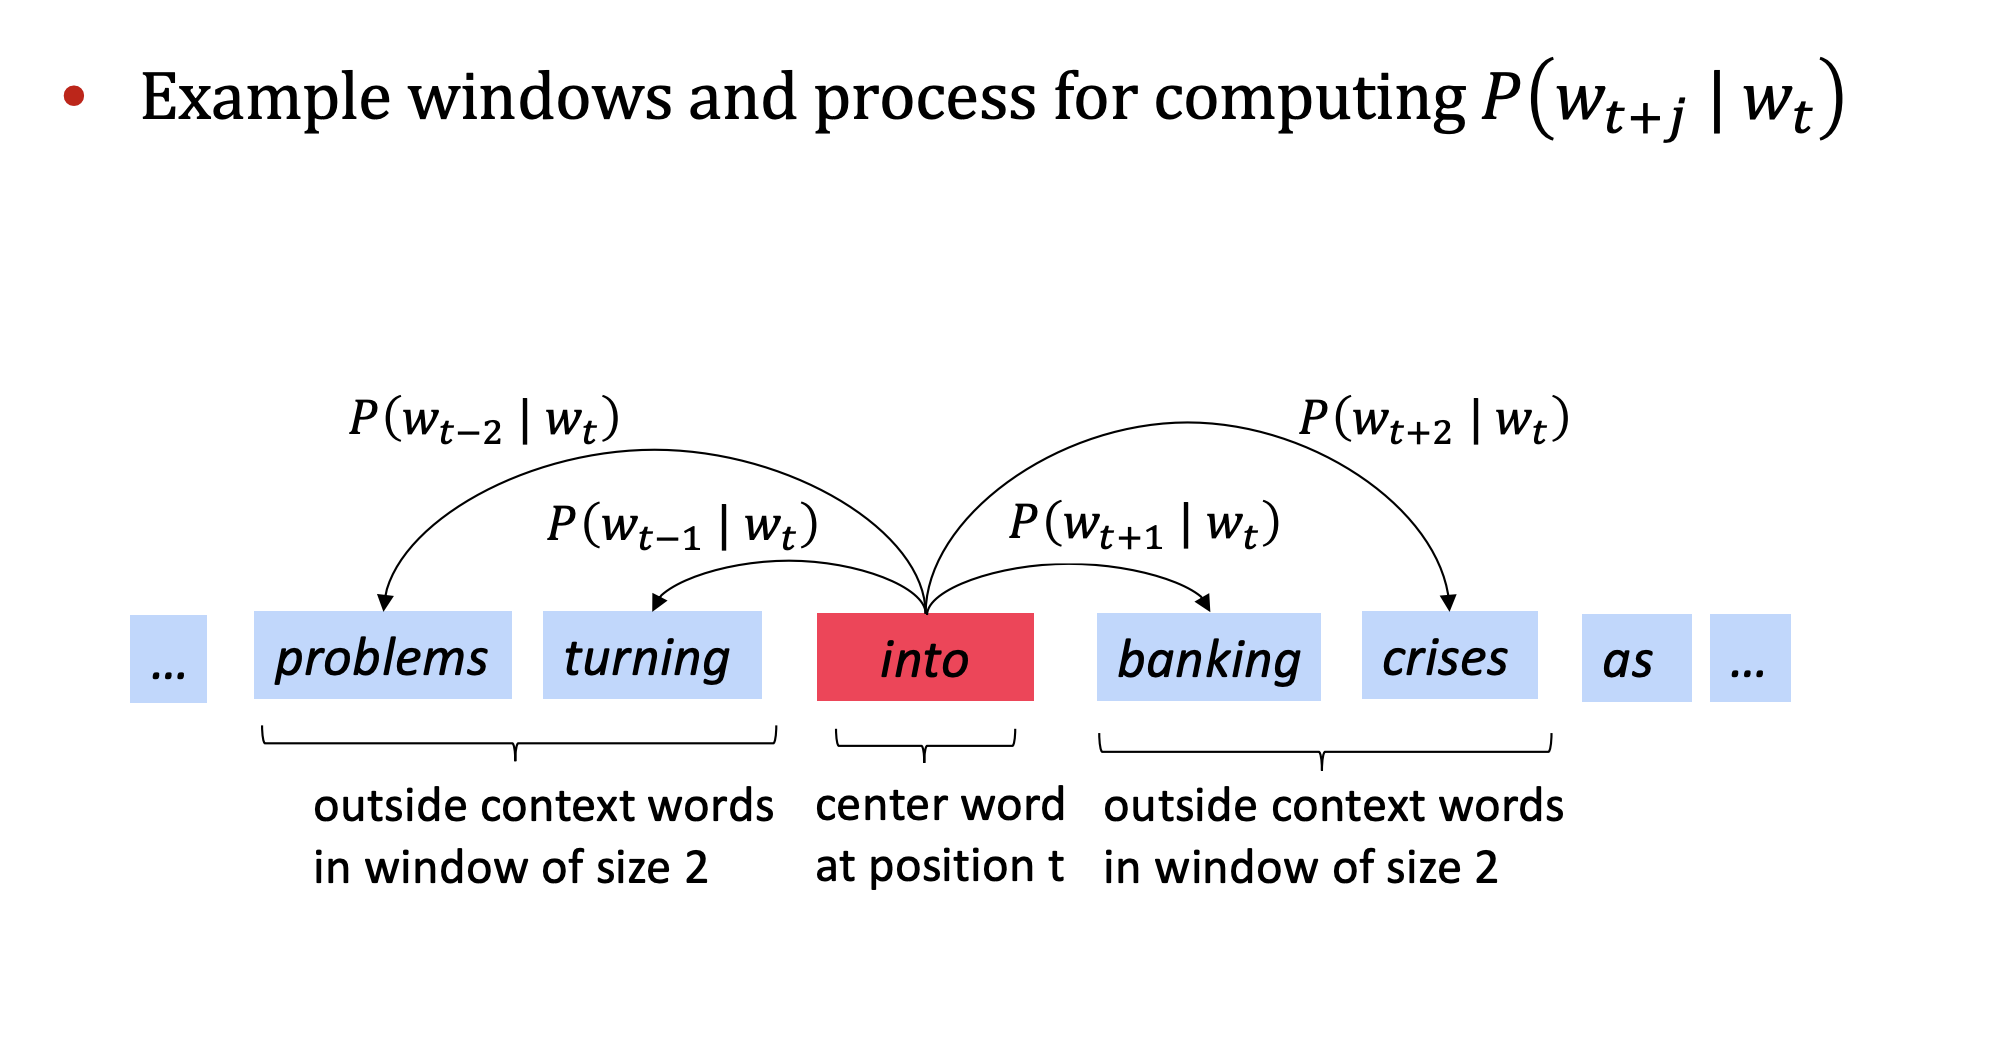 • Example windows and process for computing P(w_{t+j} | w_t)
P(w_{t−2} | w_t)
P(w_{t+2} | w_t)
P(w_{t−1} | w_t)
P(w_{t+1} | w_t)
... problems turning into banking crises as ...
outside context words
in window of size 2
center word
at position t
outside context words
in window of size 2